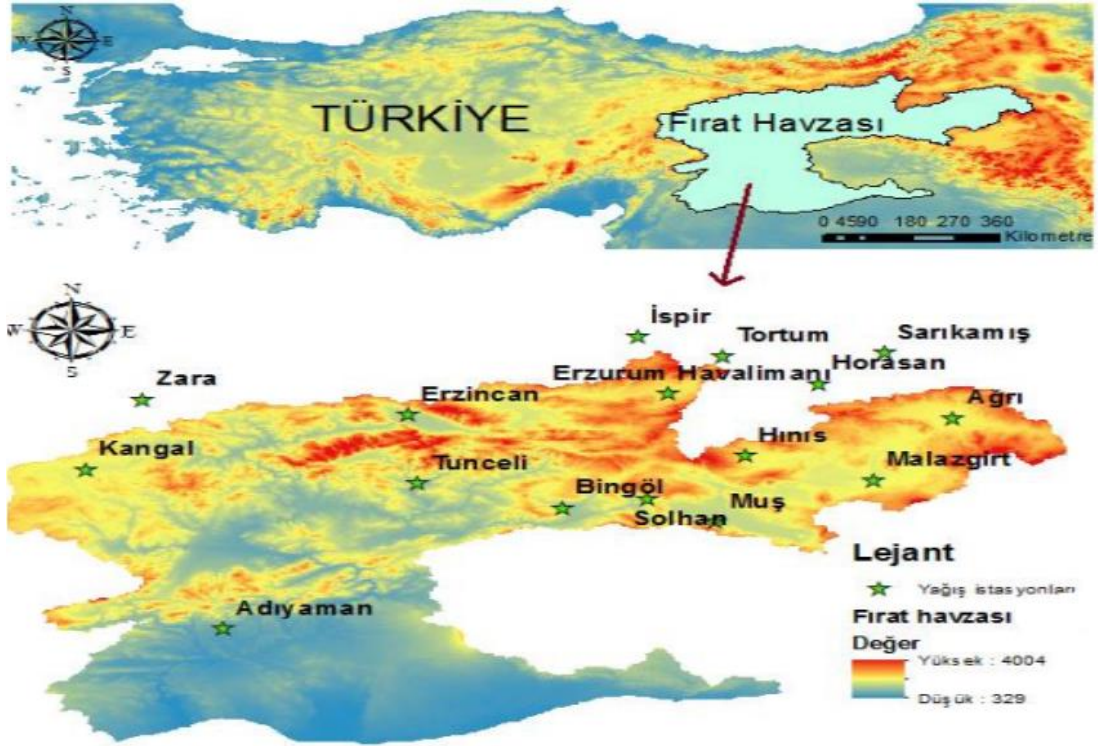 N
W E
S
TÜRKİYE
Fırat Havzası
0 4590 180 270 360
Kilometre
N
W E
S
İspir
Tortum
Sarıkamış
Zara
Erzurum Havalimanı
Horasan
Erzincan
Ağrı
Kangal
Hınıs
Tunceli
Malazgirt
Bingöl
Muş
Solhan
Adıyaman
Lejant
Yağış istasyonları
Fırat havzası
Değer
Yüksek : 4004
Düşük : 329